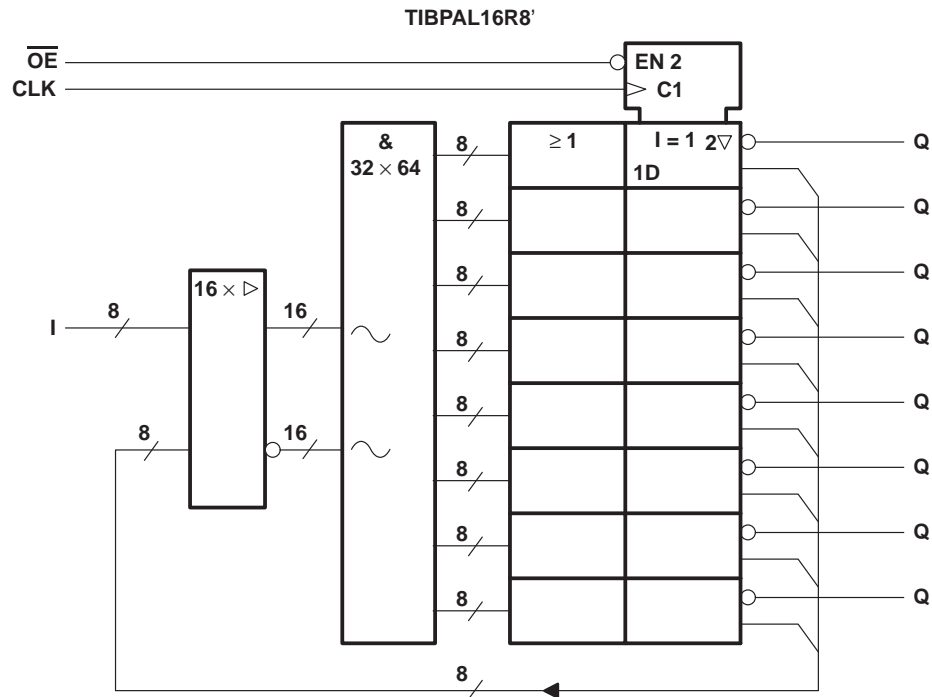 TIBPAL16R8’
OE
EN 2
CLK
C1
&
32 × 64
8
≥ 1
I = 1 2▽
1D
Q
8
Q
8
Q
16 × ▷
8
16
I
8
Q
8
16
8
Q
8
Q
8
Q
8
Q
8